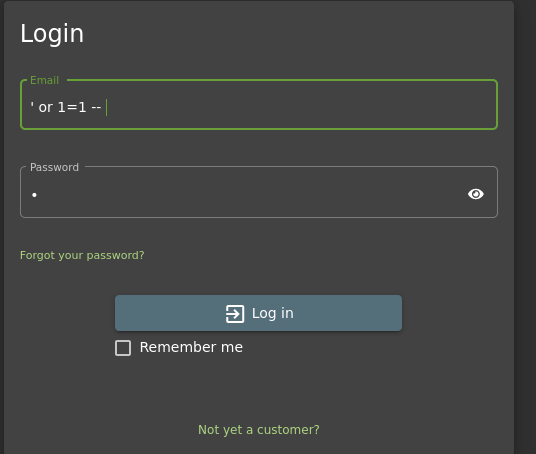 Login
Email
' or 1=1 --
Password
•
Forgot your password?
Log in
Remember me
Not yet a customer?